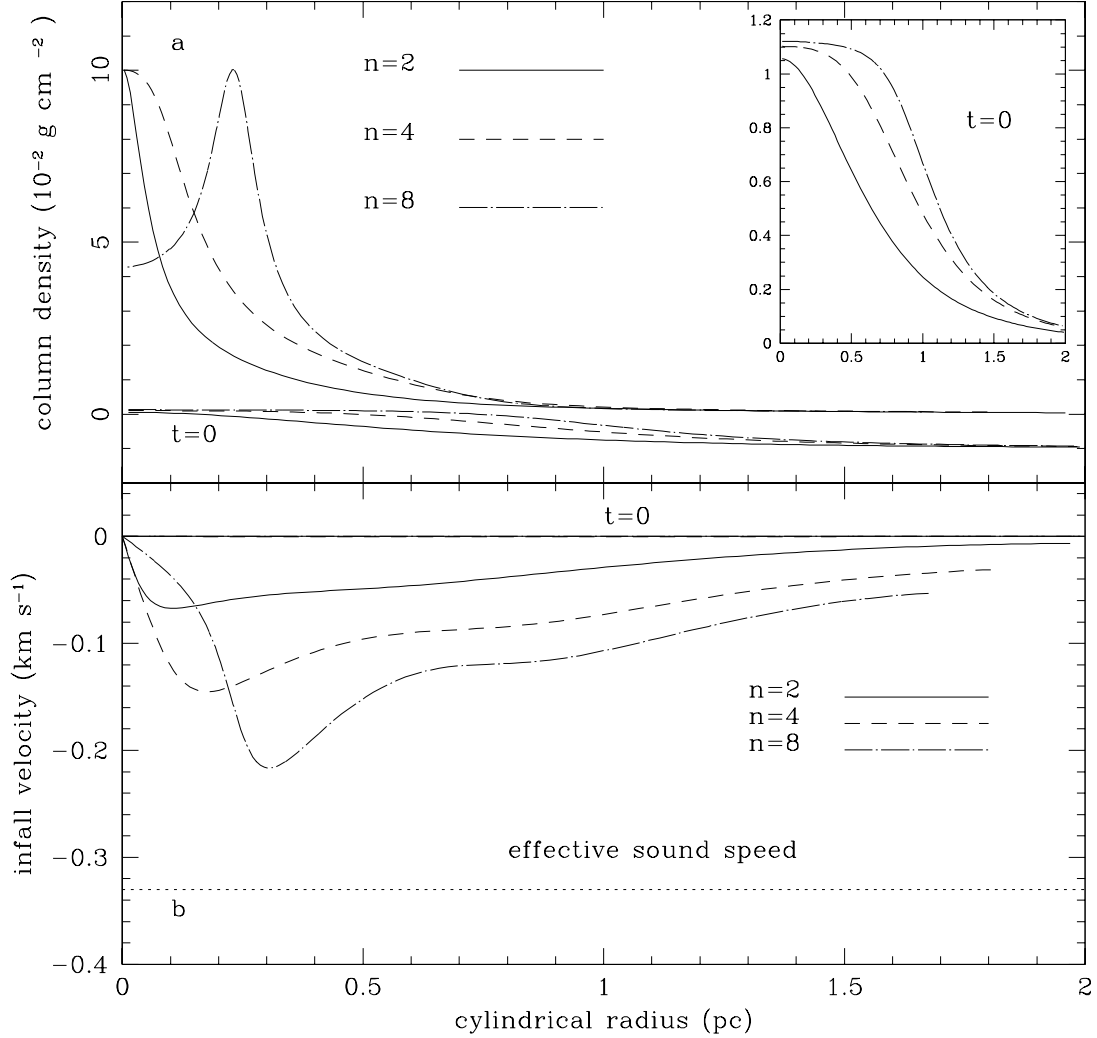 a
column density (10⁻² g cm ⁻²)
10
5
0
n=2
n=4
n=8
t=0
1.2
1
0.8
0.6
0.4
0.2
0
0
0.5
1
1.5
2
t=0
t=0
infall velocity (km s⁻¹)
0
−0.1
−0.2
−0.3
−0.4
n=2
n=4
n=8
effective sound speed
b
0
0.5
1
1.5
2
cylindrical radius (pc)